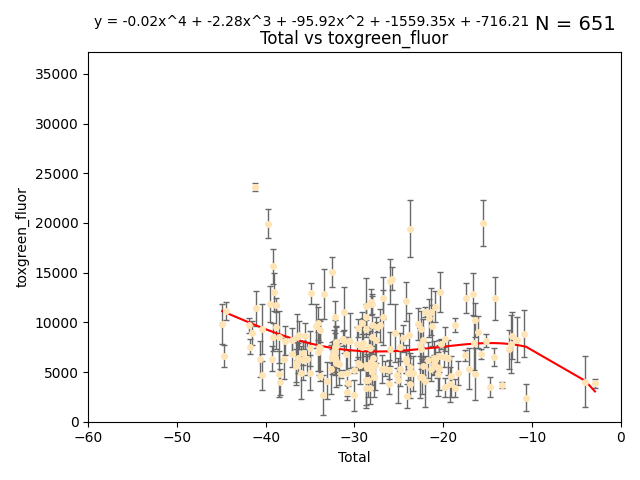 y = -0.02x^4 + -2.28x^3 + -95.92x^2 + -1559.35x + -716.21 N = 651
Total vs toxgreen_fluor
35000
30000
25000
20000
15000
10000
5000
0
toxgreen_fluor
−60 −50 −40 −30 −20 −10 0
Total